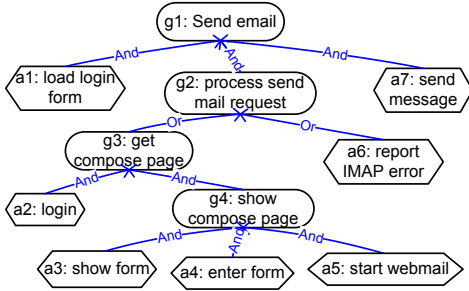 g1: Send email
And
And
And
a1: load login
form
g2: process send
mail request
a7: send
message
Or
Or
g3: get
compose page
a6: report
IMAP error
And
And
a2: login
g4: show
compose page
And
And
And
a3: show form
a4: enter form
a5: start webmail